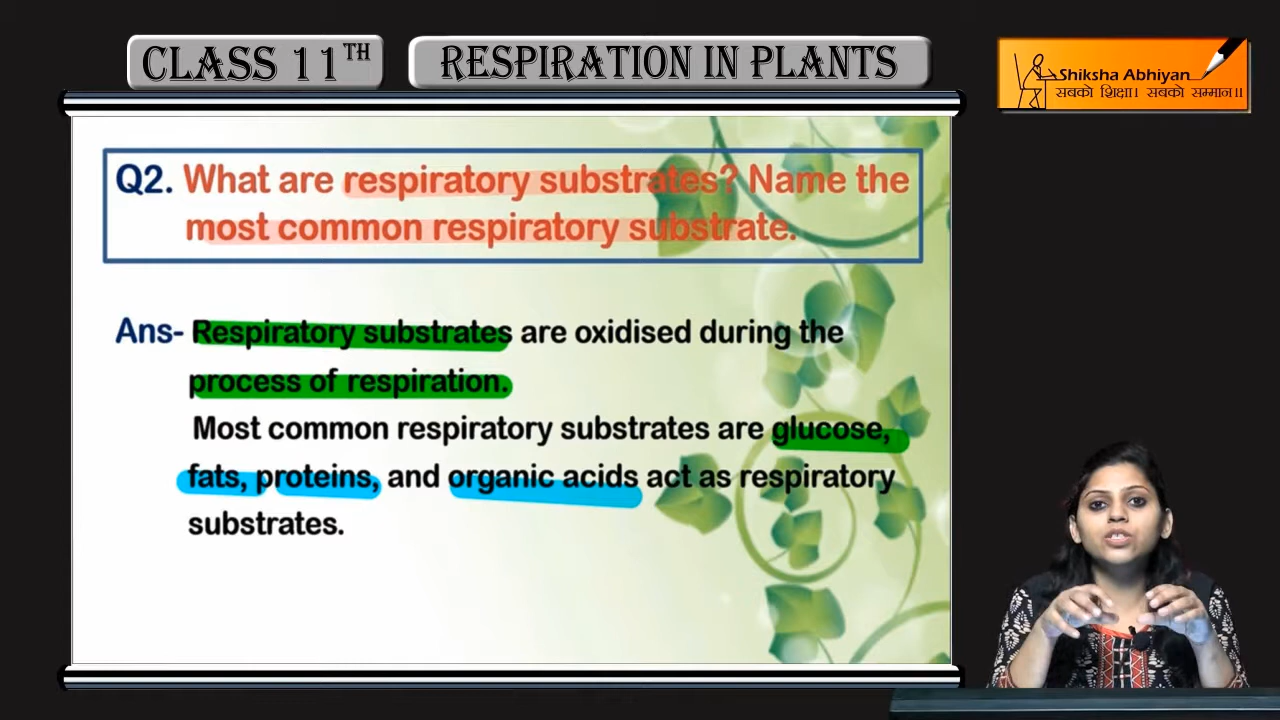 CLASS 11TH
RESPIRATION IN PLANTS
Shiksha Abhiyan
सबको शिक्षा। सबको सम्मान॥
Q2. What are respiratory substrates? Name the
most common respiratory substrate.
Ans- Respiratory substrates are oxidised during the
process of respiration.
Most common respiratory substrates are glucose,
fats, proteins, and organic acids act as respiratory
substrates.